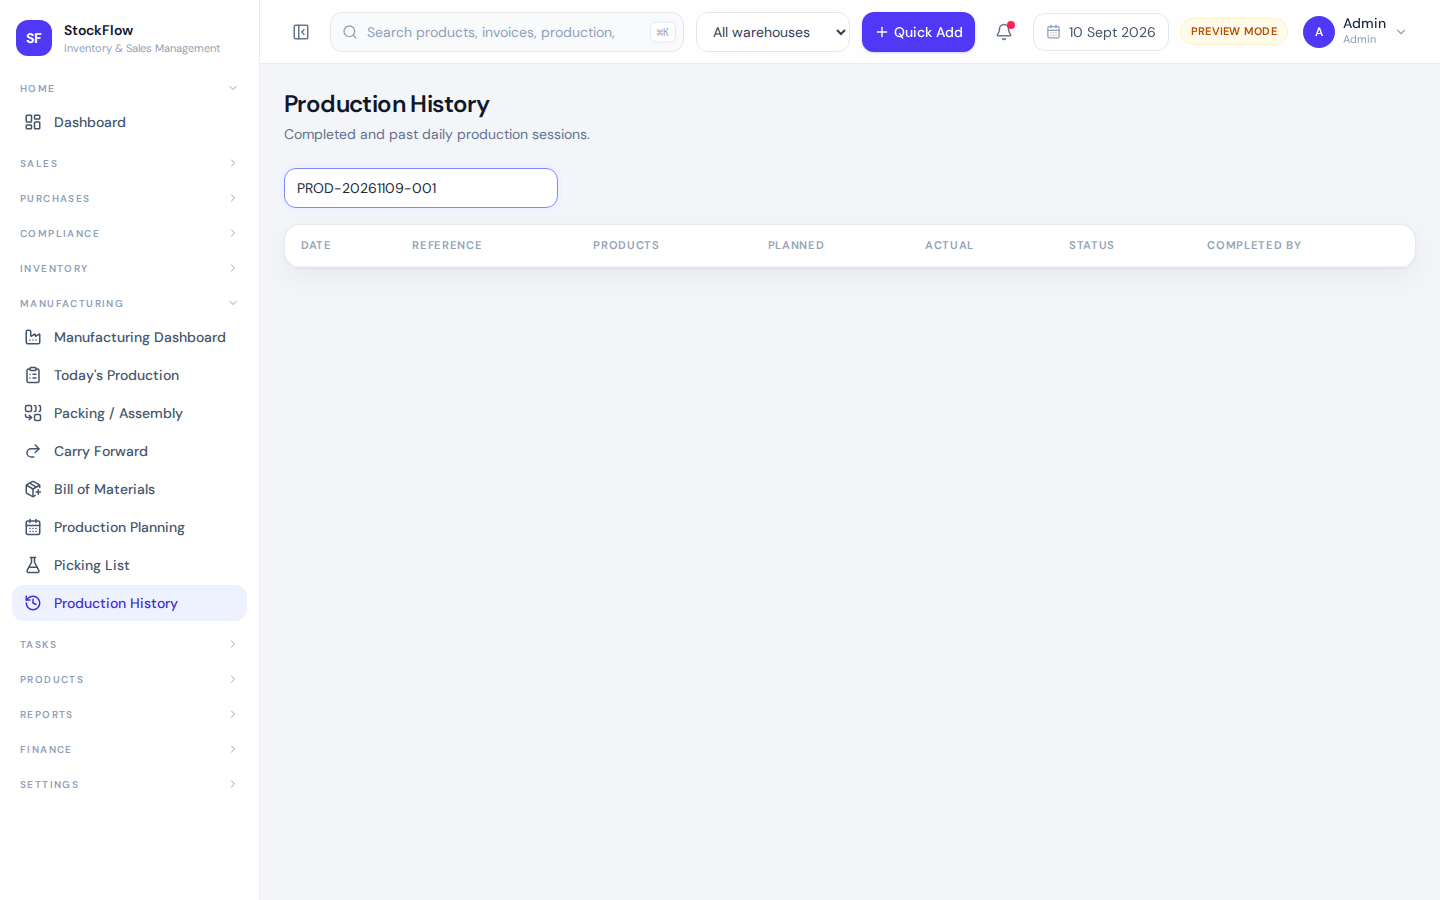 SF
StockFlow
Inventory & Sales Management
HOME
Dashboard
SALES
PURCHASES
COMPLIANCE
INVENTORY
MANUFACTURING
Manufacturing Dashboard
Today's Production
Packing / Assembly
Carry Forward
Bill of Materials
Production Planning
Picking List
Production History
TASKS
PRODUCTS
REPORTS
FINANCE
SETTINGS
Search products, invoices, production,
⌘K
All warehouses
Quick Add
10 Sept 2026
PREVIEW MODE
A
Admin
Admin
Production History
Completed and past daily production sessions.
PROD-20261109-001
DATE REFERENCE PRODUCTS PLANNED ACTUAL STATUS COMPLETED BY